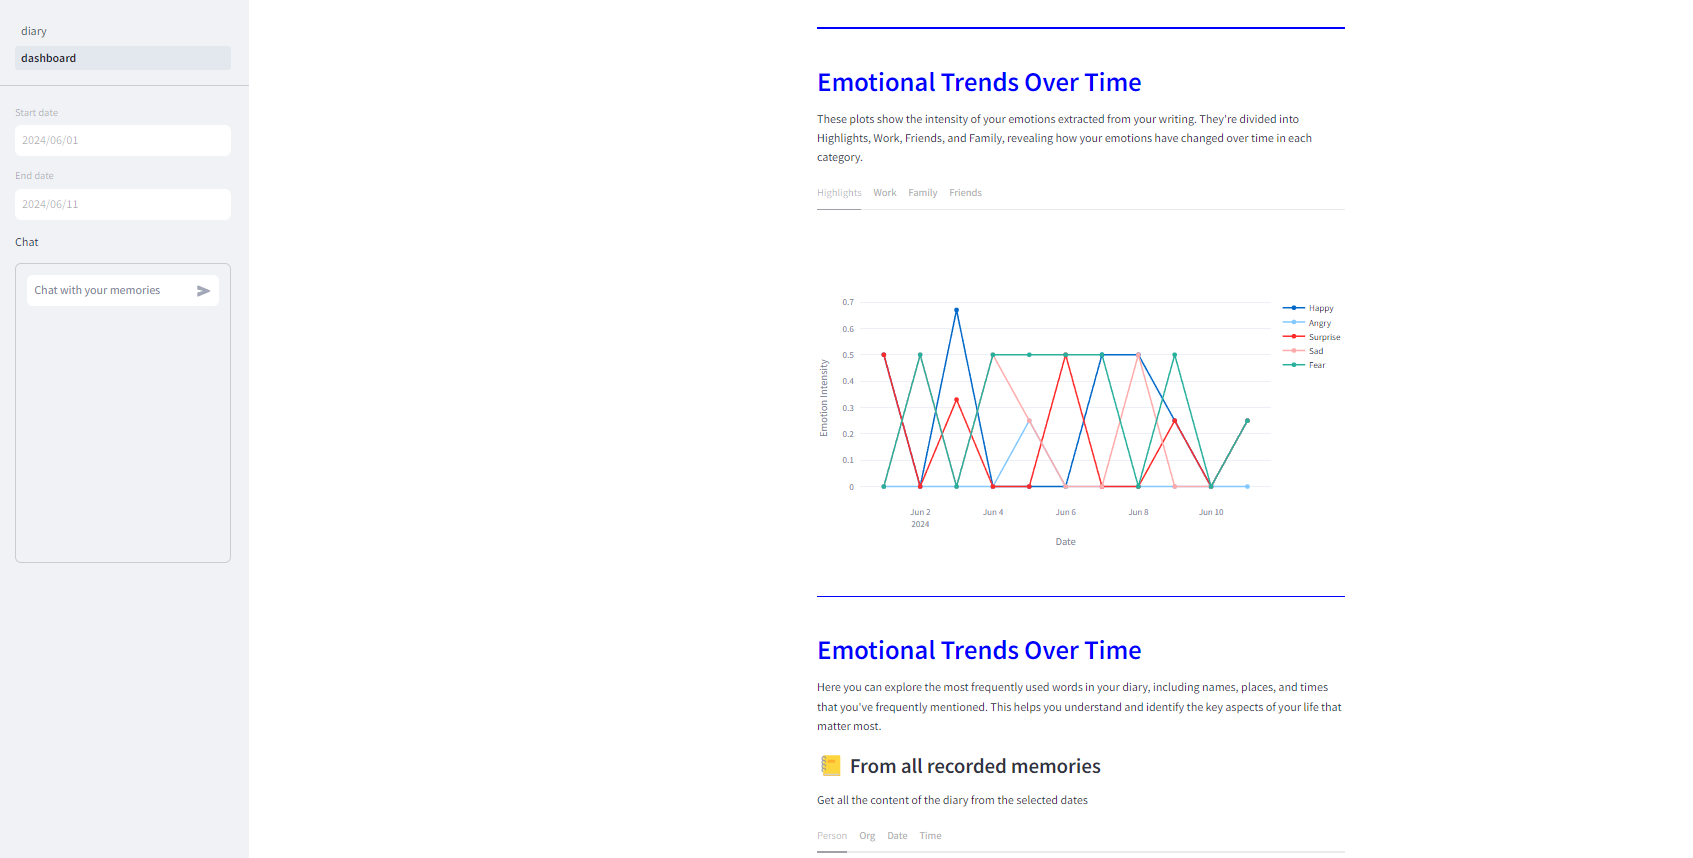 diary
dashboard
Start date
2024/06/01
End date
2024/06/11
Chat
Chat with your memories
Emotional Trends Over Time
These plots show the intensity of your emotions extracted from your writing. They're divided into
Highlights, Work, Friends, and Family, revealing how your emotions have changed over time in each
category.
Highlights Work Family Friends
Emotion Intensity
0.7
0.6
0.5
0.4
0.3
0.2
0.1
0
Jun 2
2024
Jun 4
Jun 6
Jun 8
Jun 10
Date
Happy
Angry
Surprise
Sad
Fear
Emotional Trends Over Time
Here you can explore the most frequently used words in your diary, including names, places, and times
that you've frequently mentioned. This helps you understand and identify the key aspects of your life that
matter most.
From all recorded memories
Get all the content of the diary from the selected dates
Person Org Date Time